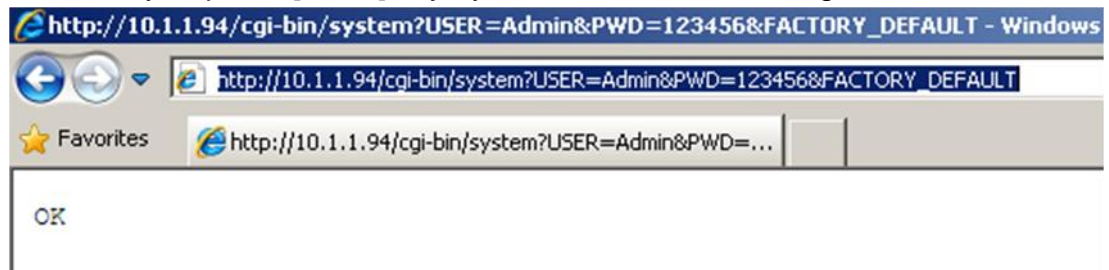 http://10.1.1.94/cgi-bin/system?USER=Admin&PWD=123456&FACTORY_DEFAULT - Windows
http://10.1.1.94/cgi-bin/system?USER=Admin&PWD=123456&FACTORY_DEFAULT
Favorites http://10.1.1.94/cgi-bin/system?USER=Admin&PWD=...
OK